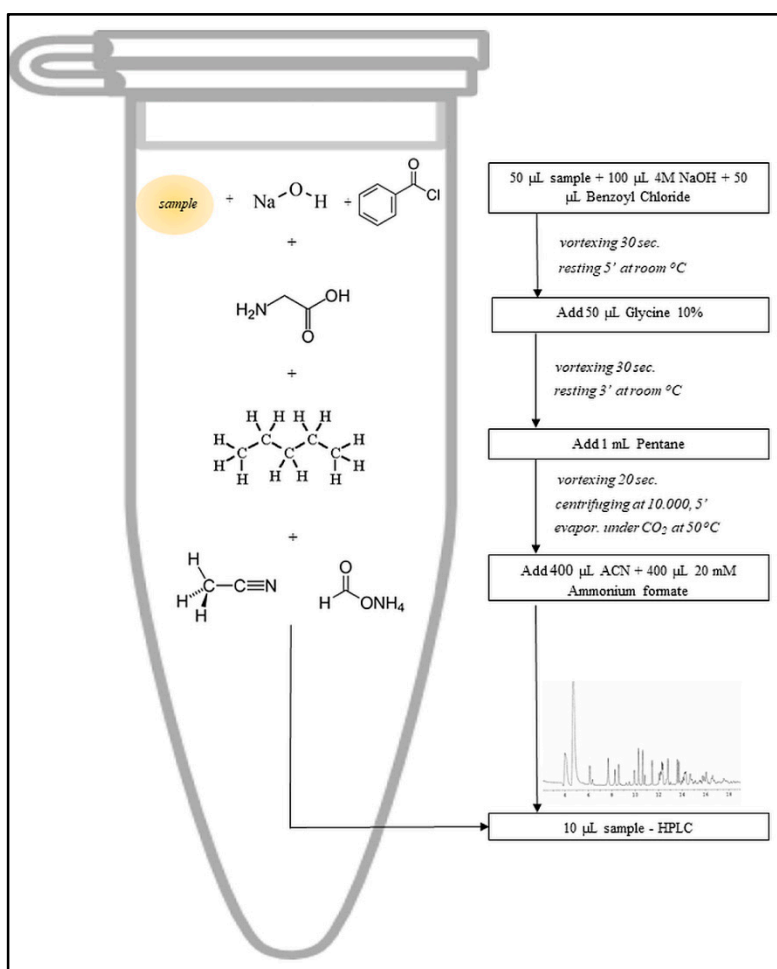 sample
+
Na
O
H
+
O
Cl
+
H₂N
OH
O
+
H H H H H H
H C C C C C H
H H H H H H
+
H
H C C≡N
H
O
H ONH₄
50 μL sample + 100 μL 4M NaOH + 50
μL Benzoyl Chloride
vortexing 30 sec.
resting 5’ at room °C
Add 50 μL Glycine 10%
vortexing 30 sec.
resting 3’ at room °C
Add 1 mL Pentane
vortexing 20 sec.
centrifuging at 10.000, 5’
evapor. under CO₂ at 50 °C
Add 400 μL ACN + 400 μL 20 mM
Ammonium formate
10 μL sample - HPLC